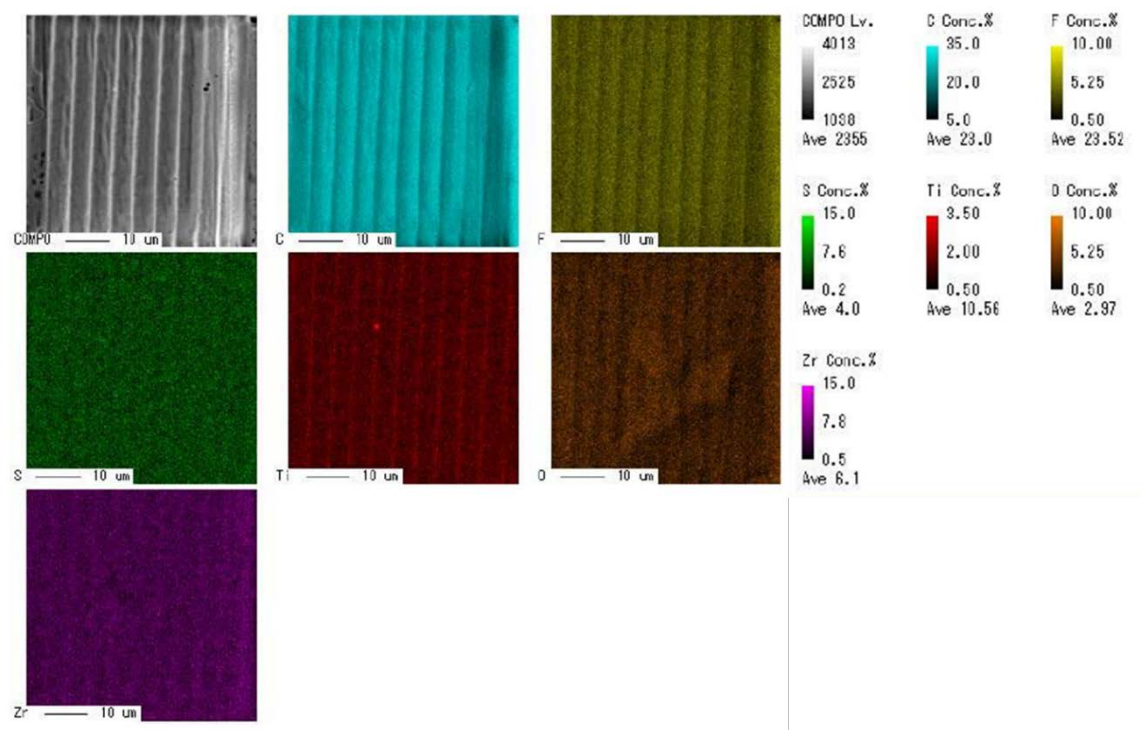 COMPO 10 um
C 10 um
F 10 um
S 10 um
Ti 10 um
O 10 um
Zr 10 um
COMPO Lv.
4013
2525
1038
Ave 2355
C Conc.%
35.0
20.0
5.0
Ave 23.0
F Conc.%
10.00
5.25
0.50
Ave 23.52
S Conc.%
15.0
7.6
0.2
Ave 4.0
Ti Conc.%
3.50
2.00
0.50
Ave 10.56
O Conc.%
10.00
5.25
0.50
Ave 2.97
Zr Conc.%
15.0
7.8
0.5
Ave 6.1